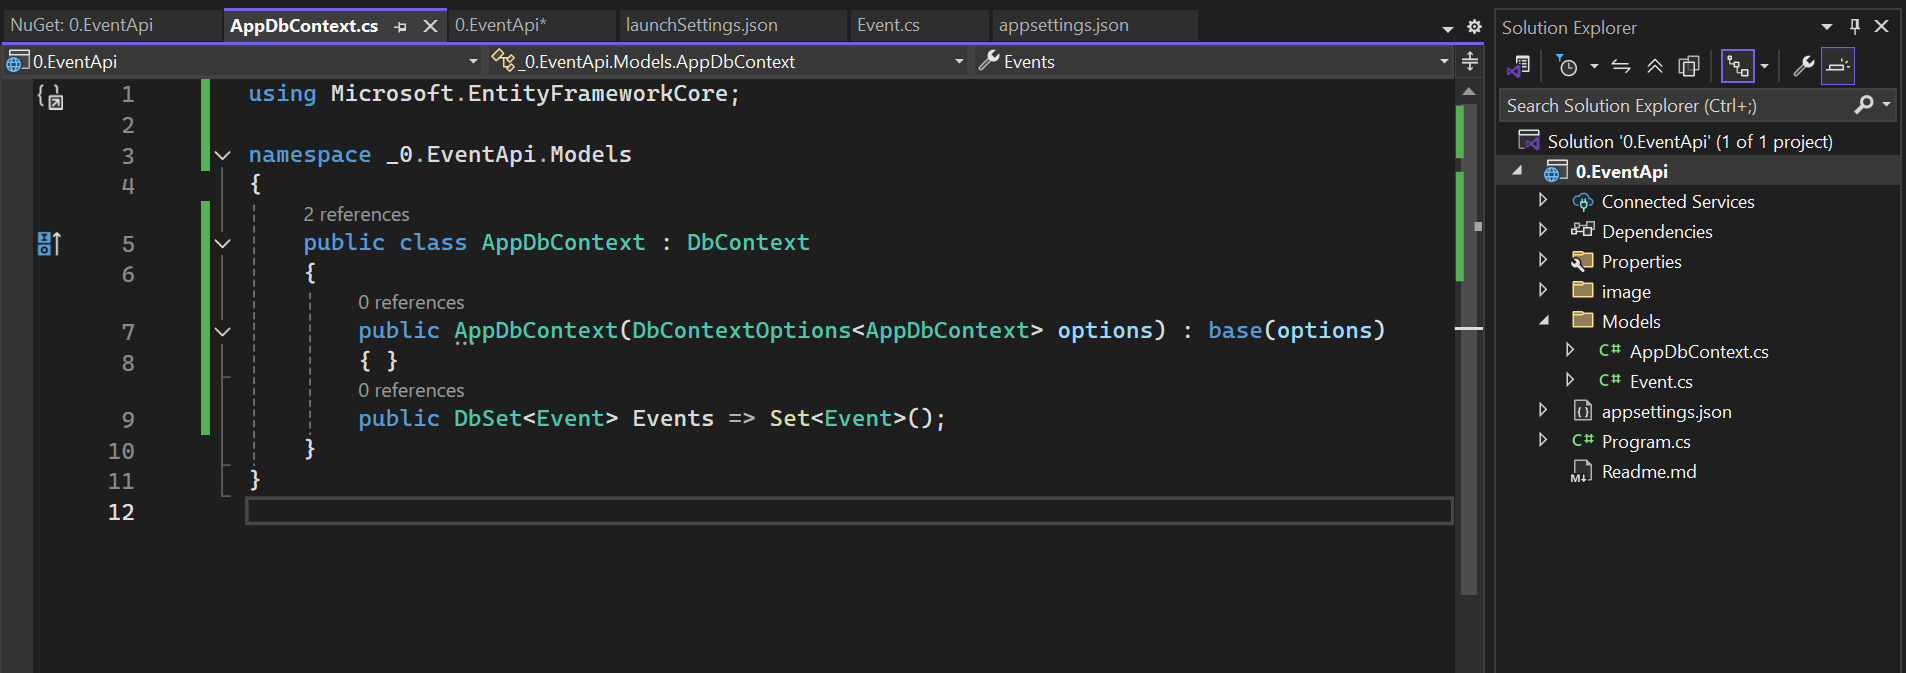 NuGet: 0.EventApi AppDbContext.cs 0.EventApi* launchSettings.json Event.cs appsettings.json
0.EventApi _0.EventApi.Models.AppDbContext Events
1 using Microsoft.EntityFrameworkCore;
2
3 namespace _0.EventApi.Models
4 {
2 references
5 public class AppDbContext : DbContext
6 {
0 references
7 public AppDbContext(DbContextOptions<AppDbContext> options) : base(options)
8 { }
0 references
9 public DbSet<Event> Events => Set<Event>();
10 }
11 }
12
Solution Explorer
Search Solution Explorer (Ctrl+;)
Solution '0.EventApi' (1 of 1 project)
0.EventApi
Connected Services
Dependencies
Properties
image
Models
C# AppDbContext.cs
C# Event.cs
appsettings.json
C# Program.cs
Readme.md